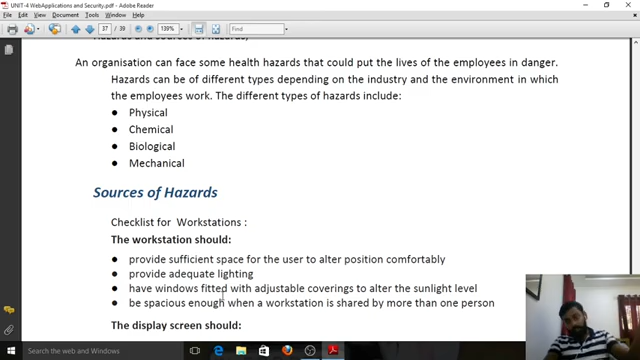 UNIT-4 WebApplications and Security.pdf - Adobe Reader
File Edit View Document Tools Window Help
37 / 39 139% Find
Hazards and sources of hazards,
An organisation can face some health hazards that could put the lives of the employees in danger.
Hazards can be of different types depending on the industry and the environment in which
the employees work. The different types of hazards include:
● Physical
● Chemical
● Biological
● Mechanical
Sources of Hazards
Checklist for Workstations :
The workstation should:
● provide sufficient space for the user to alter position comfortably
● provide adequate lighting
● have windows fitted with adjustable coverings to alter the sunlight level
● be spacious enough when a workstation is shared by more than one person
The display screen should:
Search the web and Windows